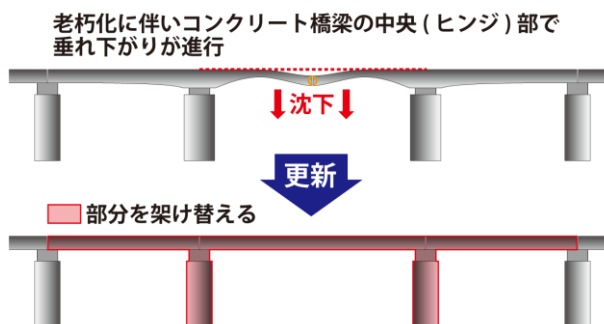 老朽化に伴いコンクリート橋梁の中央 ( ヒンジ ) 部で
垂れ下がりが進行
沈下
更新
部分を架け替える